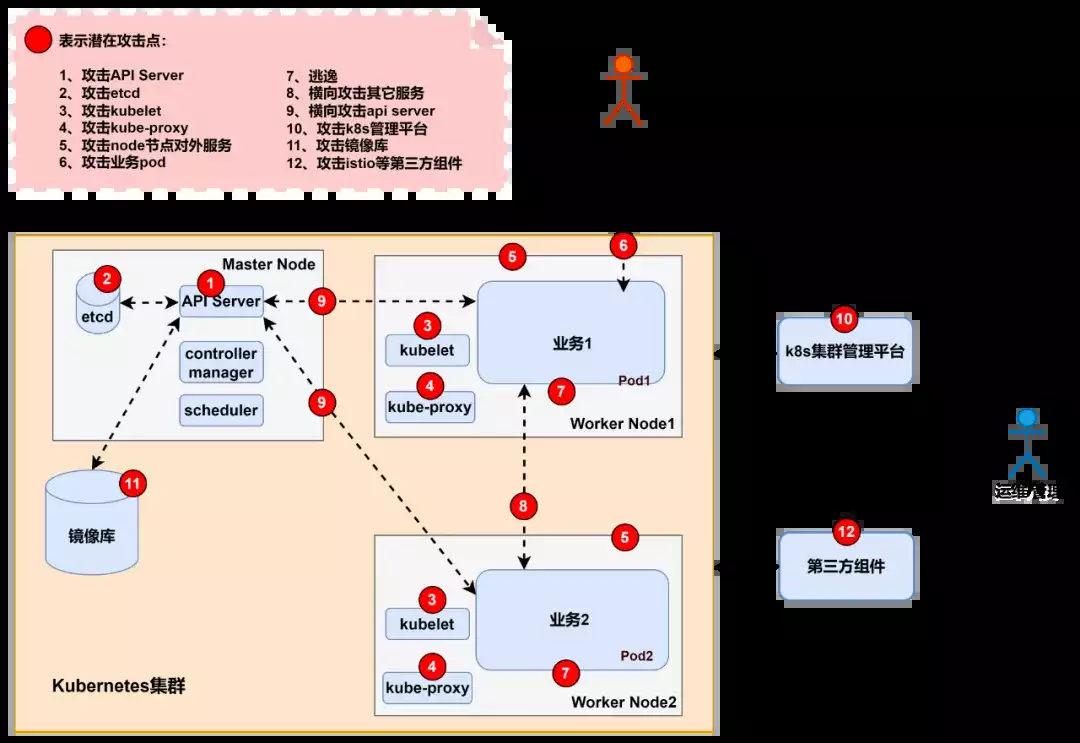 表示潜在攻击点:
1、攻击API Server
2、攻击etcd
3、攻击kubelet
4、攻击kube-proxy
5、攻击node节点对外服务
6、攻击业务pod
7、逃逸
8、横向攻击其它服务
9、横向攻击api server
10、攻击k8s管理平台
11、攻击镜像库
12、攻击istio等第三方组件
Master Node
2
etcd
1
API Server
9
controller
manager
scheduler
9
11
镜像库
Kubernetes集群
5
6
3
kubelet
业务1
4
kube-proxy
Pod1
7
Worker Node1
8
5
3
kubelet
业务2
4
kube-proxy
Pod2
7
Worker Node2
10
k8s集群管理平台
运维管理
12
第三方组件